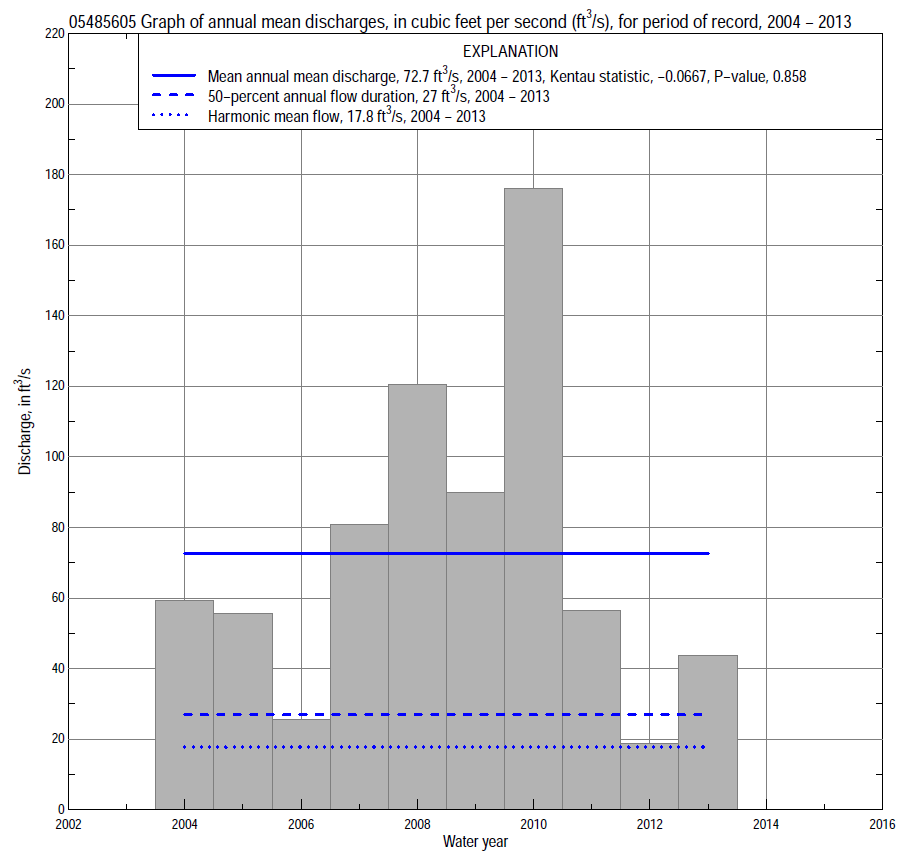 05485605 Graph of annual mean discharges, in cubic feet per second (ft³/s), for period of record, 2004 – 2013
EXPLANATION
Mean annual mean discharge, 72.7 ft³/s, 2004 – 2013, Kentau statistic, –0.0667, P–value, 0.858
50–percent annual flow duration, 27 ft³/s, 2004 – 2013
Harmonic mean flow, 17.8 ft³/s, 2004 – 2013
220
200
180
160
140
120
100
80
60
40
20
0
Discharge, in ft³/s
2002 2004 2006 2008 2010 2012 2014 2016
Water year